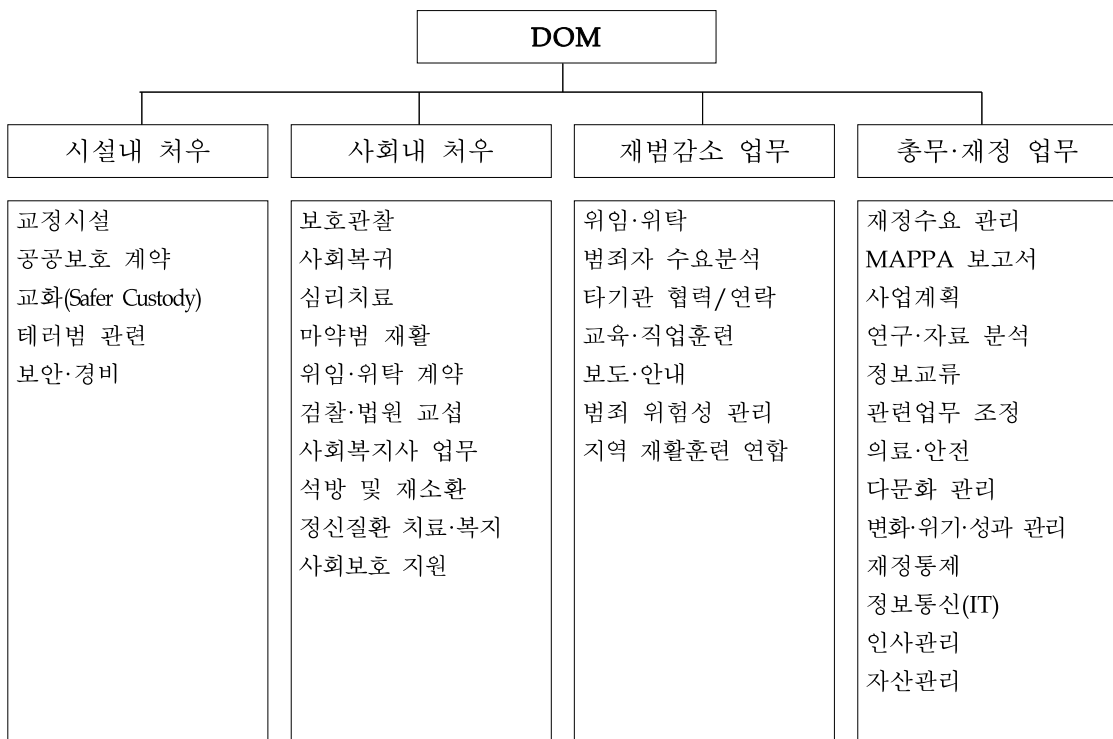 DOM
시설내 처우
사회내 처우
재범감소 업무
총무·재정 업무
교정시설
공공보호 계약
교화(Safer Custody)
테러범 관련
보안·경비
보호관찰
사회복귀
심리치료
마약범 재활
위임·위탁 계약
검찰·법원 교섭
사회복지사 업무
석방 및 재소환
정신질환 치료·복지
사회보호 지원
위임·위탁
범죄자 수요분석
타기관 협력/연락
교육·직업훈련
보도·안내
범죄 위험성 관리
지역 재활훈련 연합
재정수요 관리
MAPPA 보고서
사업계획
연구·자료 분석
정보교류
관련업무 조정
의료·안전
다문화 관리
변화·위기·성과 관리
재정통제
정보통신(IT)
인사관리
자산관리